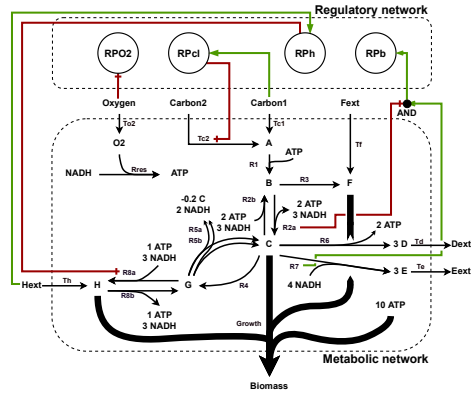 Regulatory network
RPO2
RPcl
RPh
RPb
Oxygen
Carbon2
Carbon1
Fext
AND
To2
Tc2
Tc1
Tf
O2
A
NADH
Rres
ATP
R1
ATP
B
R3
F
-0.2 C
2 NADH
R5a
R5b
2 ATP
3 NADH
R2b
2 ATP
3 NADH
R2a
2 ATP
C
R6
3 D
Td
Dext
R7
3 E
Te
Eext
4 NADH
1 ATP
3 NADH
R8a
Hext
Th
H
R8b
G
R4
1 ATP
3 NADH
10 ATP
Growth
Metabolic network
Biomass